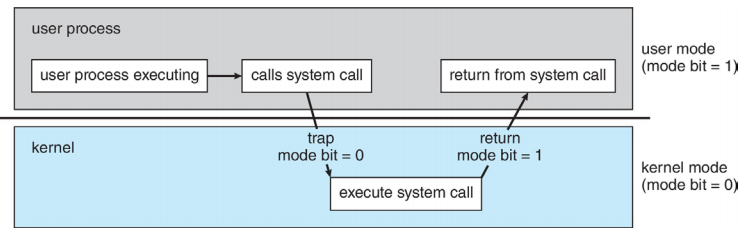 user process
user process executing
calls system call
return from system call
user mode
(mode bit = 1)
kernel
trap
mode bit = 0
return
mode bit = 1
execute system call
kernel mode
(mode bit = 0)